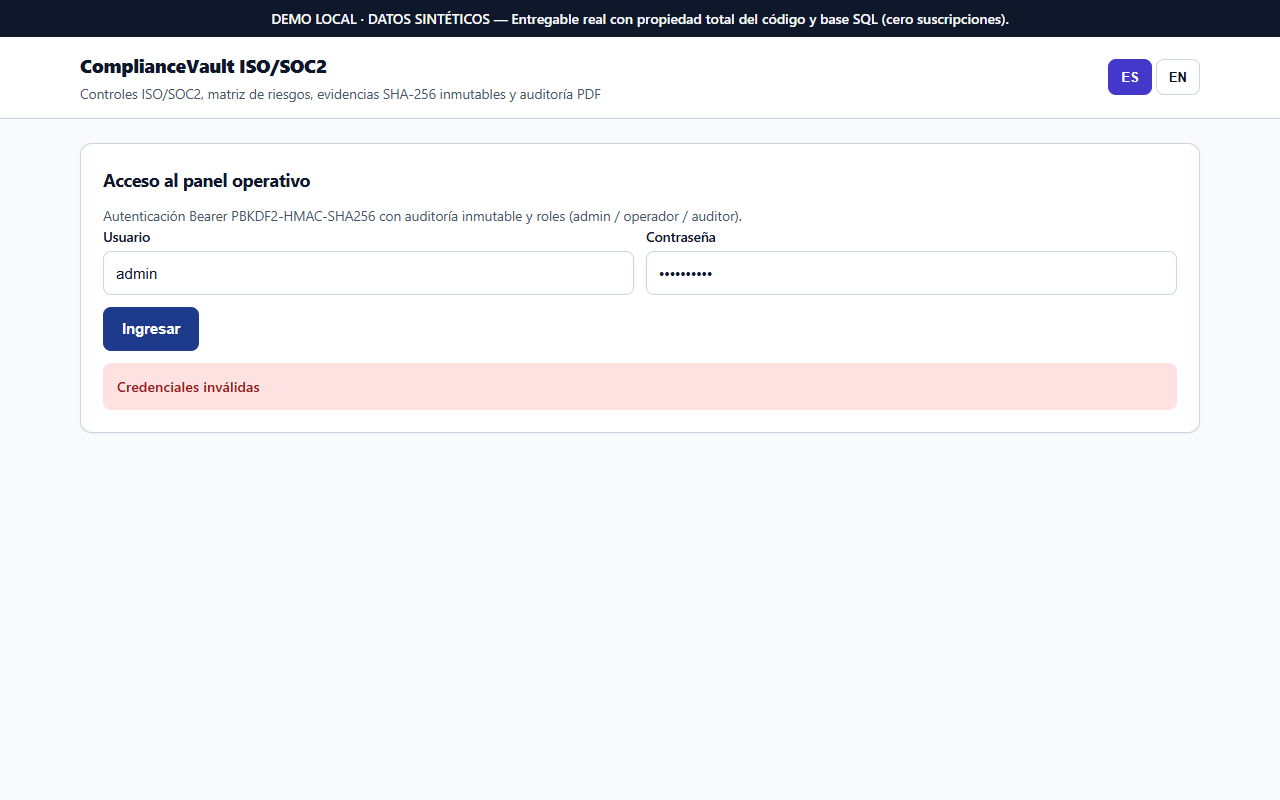 DEMO LOCAL · DATOS SINTÉTICOS — Entregable real con propiedad total del código y base SQL (cero suscripciones).
ComplianceVault ISO/SOC2
Controles ISO/SOC2, matriz de riesgos, evidencias SHA-256 inmutables y auditoría PDF
ES EN
Acceso al panel operativo
Autenticación Bearer PBKDF2-HMAC-SHA256 con auditoría inmutable y roles (admin / operador / auditor).
Usuario Contraseña
admin ••••••••••
Ingresar
Credenciales inválidas